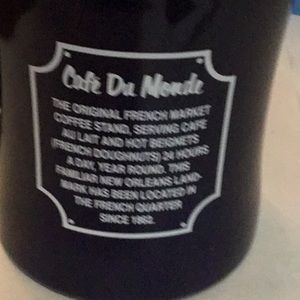 Café Du Monde
THE ORIGINAL FRENCH MARKET
COFFEE STAND, SERVING CAFE
AU LAIT AND HOT BEIGNETS
(FRENCH DOUGHNUTS) 24 HOURS
A DAY, YEAR ROUND. THIS
FAMILIAR NEW ORLEANS LAND-
MARK HAS BEEN LOCATED IN
THE FRENCH QUARTER
SINCE 1862.